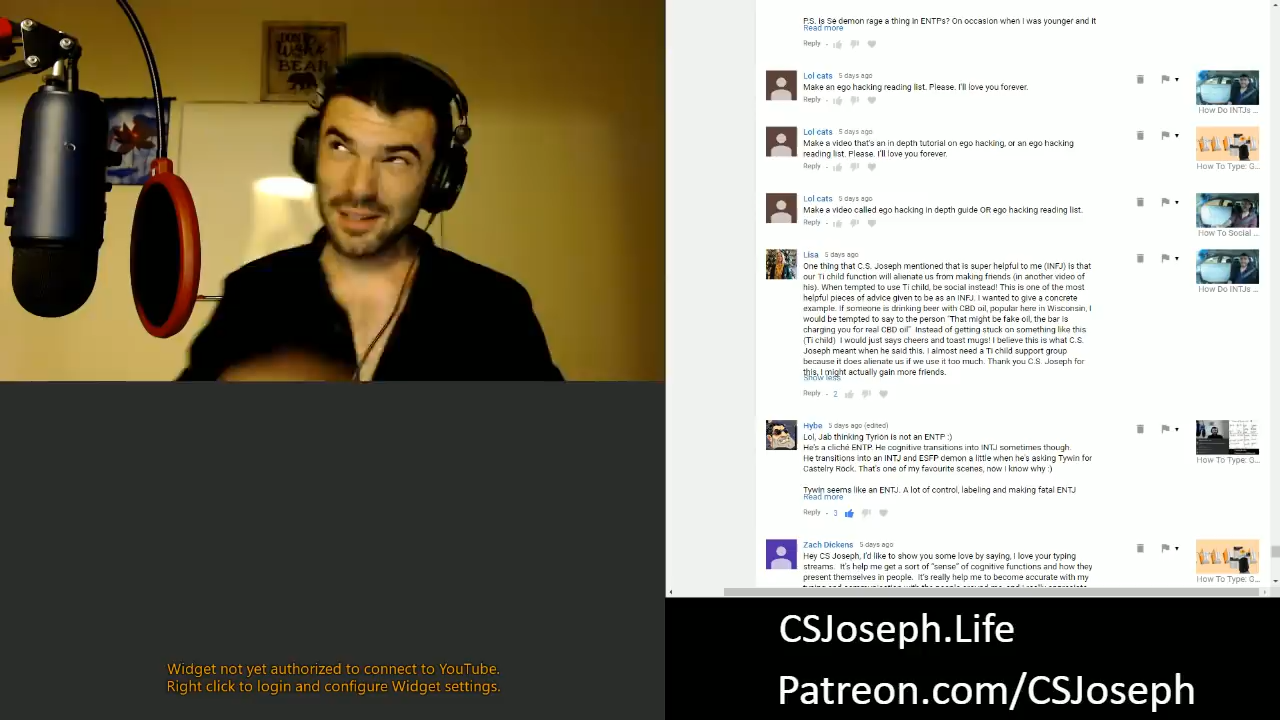 DON'T
Wake
BEAR
P.S. is Se demon rage a thing in ENTPs? On occasion when I was younger and it
Read more
Reply
Lol cats 5 days ago
Make an ego hacking reading list. Please. I'll love you forever.
Reply
How Do INTJs ...
Lol cats 5 days ago
Make a video that's an in depth tutorial on ego hacking, or an ego hacking
reading list. Please. I'll love you forever.
Reply
How To Type: G...
Lol cats 5 days ago
Make a video called ego hacking in depth guide OR ego hacking reading list.
Reply
How To Social ...
Lisa 5 days ago
One thing that C.S. Joseph mentioned that is super helpful to me (INFJ) is that
our Ti child function will alienate us from making friends (in another video of
his). When tempted to use Ti child, be social instead! This is one of the most
helpful pieces of advice given to be as an INFJ. I wanted to give a concrete
example. If someone is drinking beer with CBD oil, popular here in Wisconsin, I
would be tempted to say to the person "That might be fake oil, the bar is
charging you for real CBD oil" Instead of getting stuck on something like this
(Ti child) I would just says cheers and toast mugs! I believe this is what C.S.
Joseph meant when he said this. I almost need a Ti child support group
because it does alienate us if we use it too much. Thank you C.S. Joseph for
this, I might actually gain more friends.
Show less
Reply - 2
How Do INTJs ...
Hybe 5 days ago (edited)
Lol, Jab thinking Tyrion is not an ENTP :)
He's a cliché ENTP. He cognitive transitions into INTJ sometimes though.
He transitions into an INTJ and ESFP demon a little when he's asking Tywin for
Castelry Rock. That's one of my favourite scenes, now I know why :)
Tywin seems like an ENTJ. A lot of control, labeling and making fatal ENTJ
Read more
Reply - 3
How To Type: G...
Zach Dickens 5 days ago
Hey CS Joseph, I'd like to show you some love by saying, I love your typing
streams. It's help me get a sort of "sense" of cognitive functions and how they
present themselves in people. It's really help me to become accurate with my
How To Type: G...
CSJoseph.Life
Patreon.com/CSJoseph
Widget not yet authorized to connect to YouTube.
Right click to login and configure Widget settings.